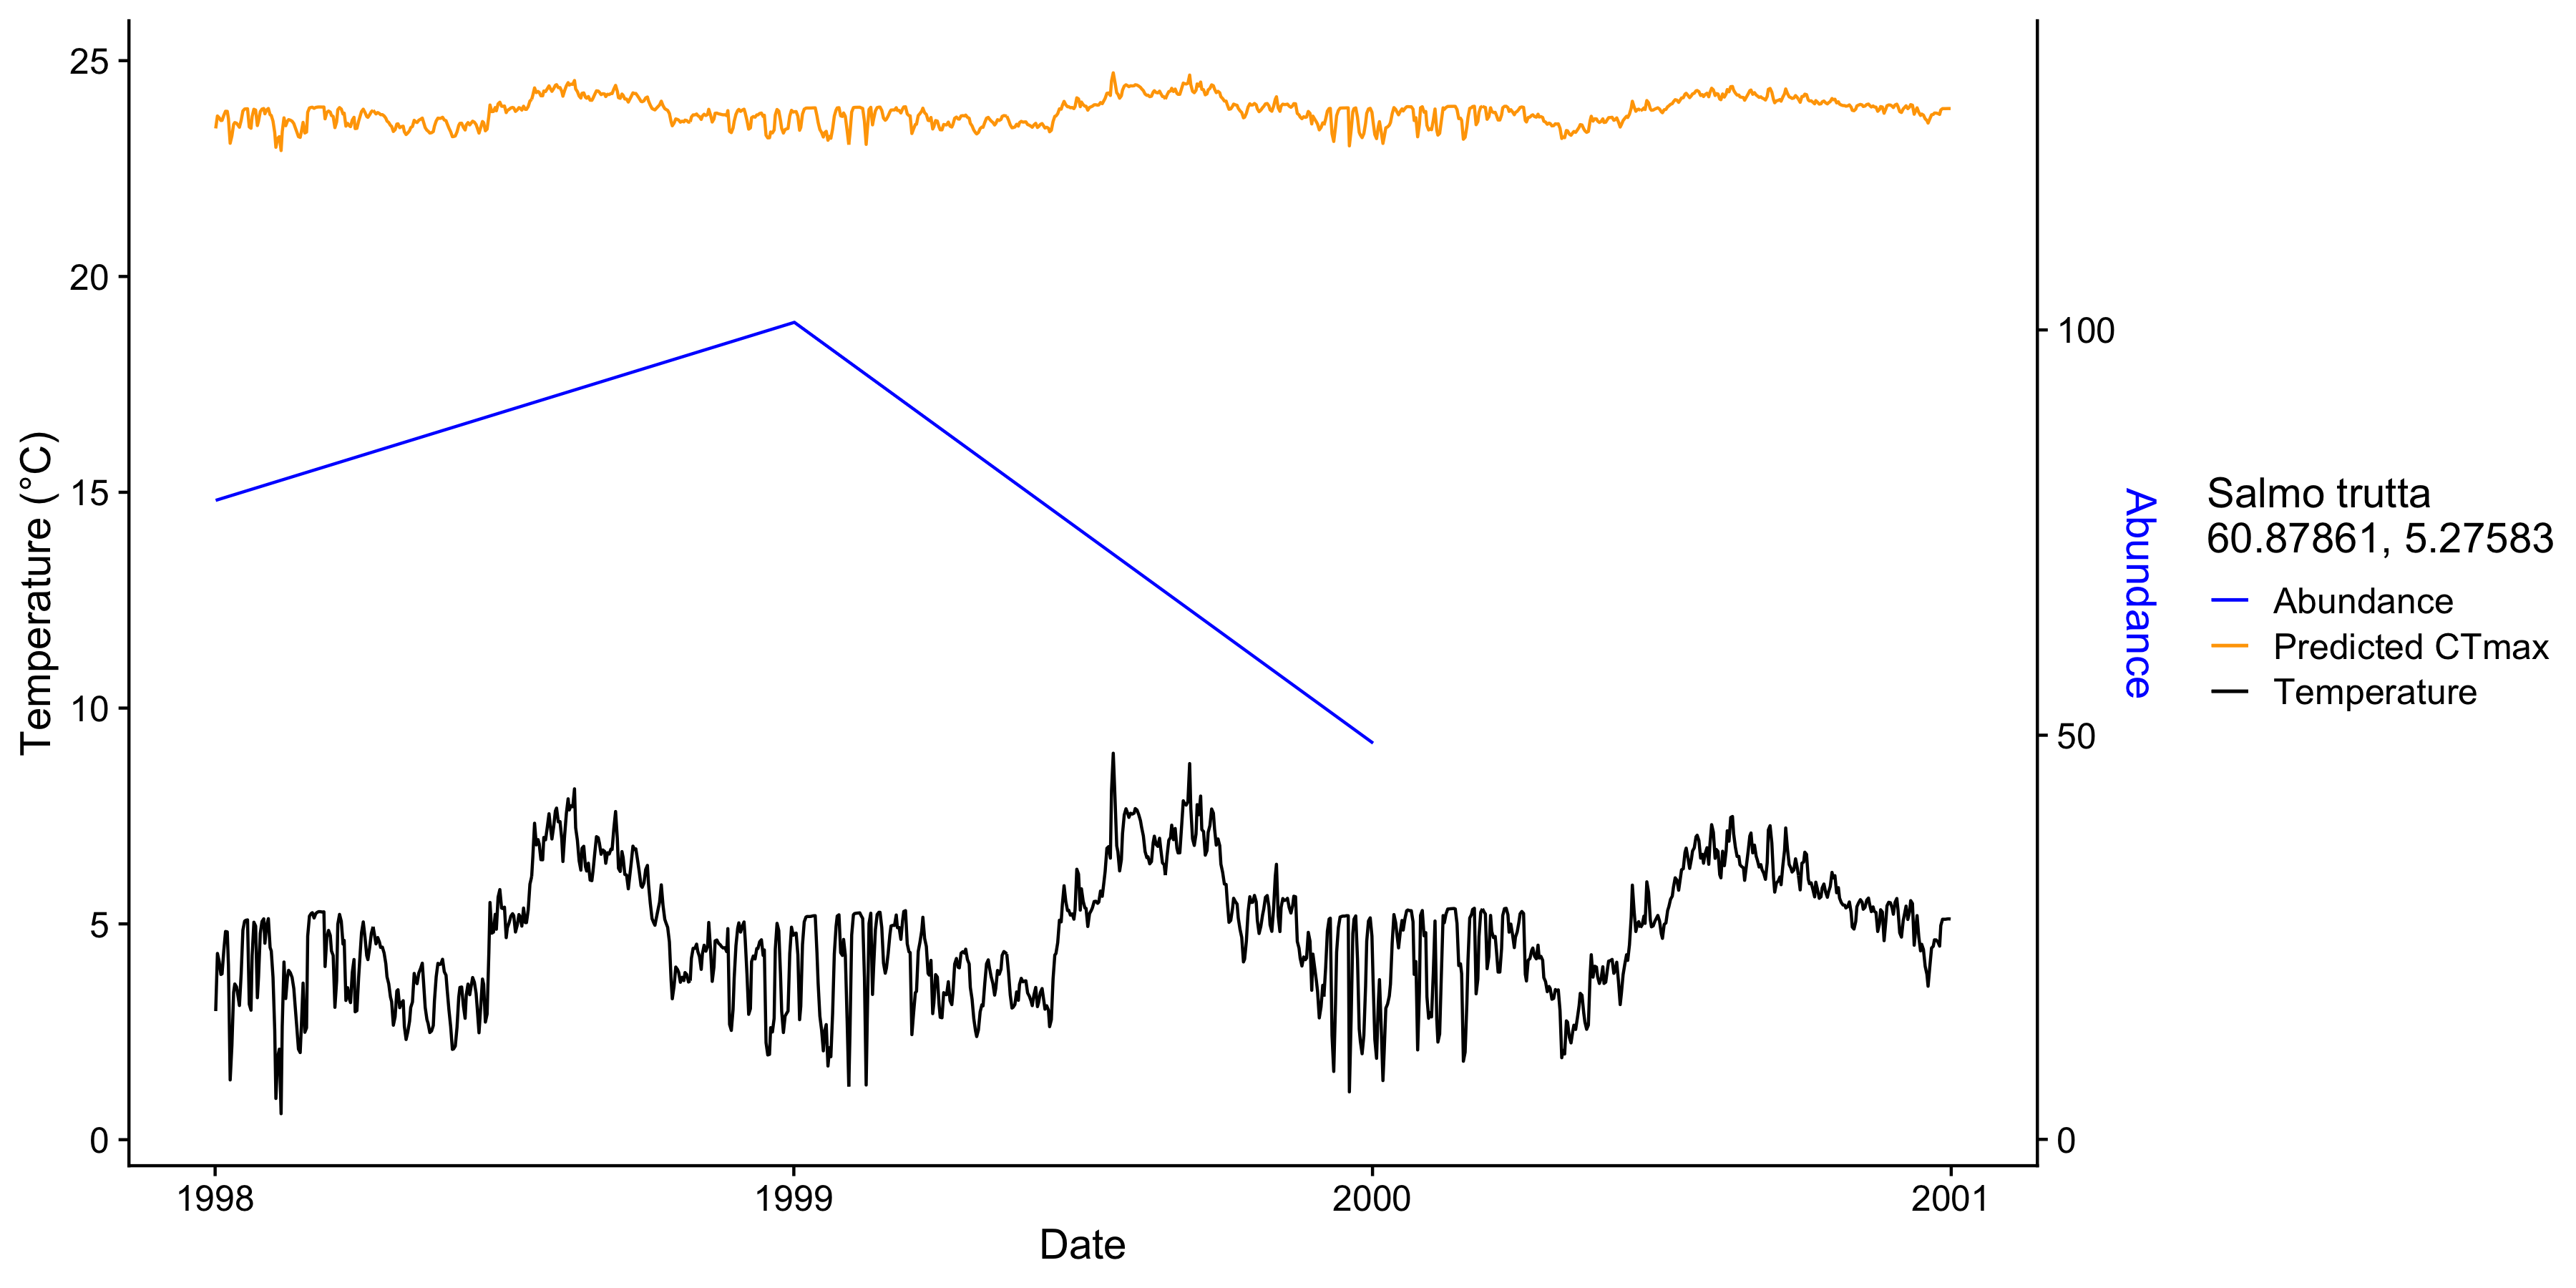 25
20
15
10
5
0
Temperature (°C)
1998
1999
2000
2001
Date
100
50
0
Abundance
Salmo trutta
60.87861, 5.27583
Abundance
Predicted CTmax
Temperature